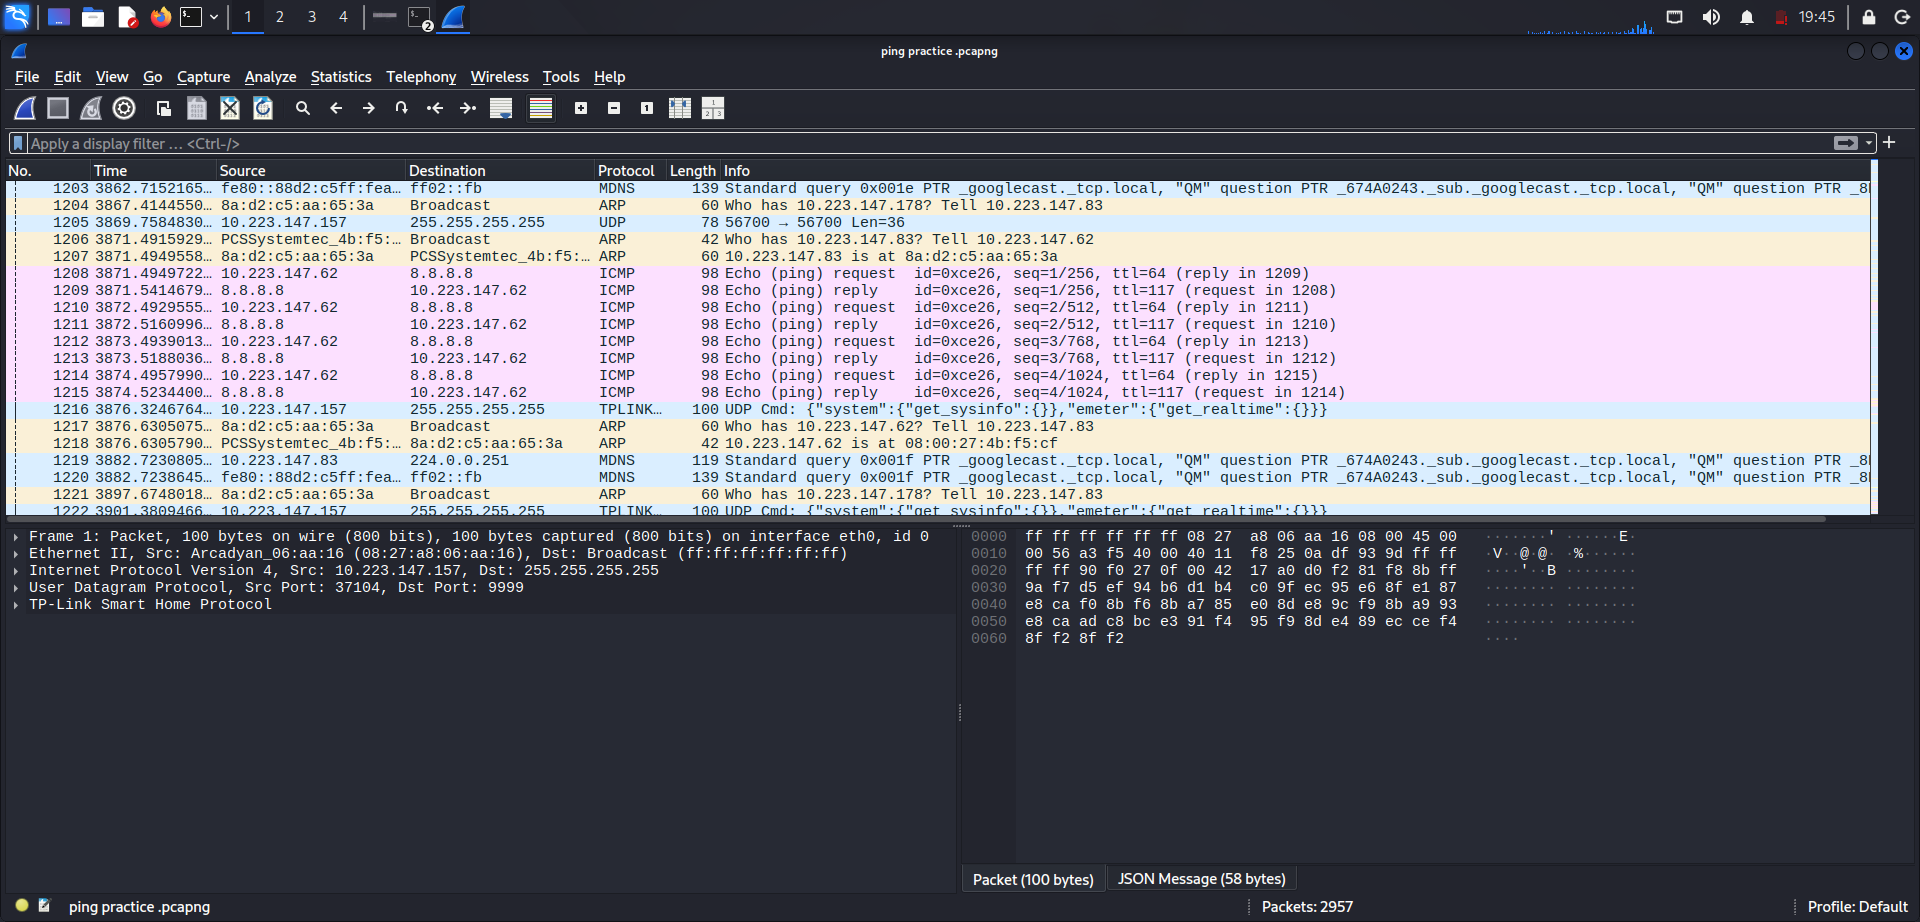 1 2 3 4 2 19:45
ping practice .pcapng
File Edit View Go Capture Analyze Statistics Telephony Wireless Tools Help
Apply a display filter … <Ctrl-/>
No. Time Source Destination Protocol Length Info
1203 3862.7152165… fe80::88d2:c5ff:fea… ff02::fb MDNS 139 Standard query 0x001e PTR _googlecast._tcp.local, "QM" question PTR _674A0243._sub._googlecast._tcp.local, "QM" question PTR _8
1204 3867.4144550… 8a:d2:c5:aa:65:3a Broadcast ARP 60 Who has 10.223.147.178? Tell 10.223.147.83
1205 3869.7584830… 10.223.147.157 255.255.255.255 UDP 78 56700 → 56700 Len=36
1206 3871.4915929… PCSSystemtec_4b:f5:… Broadcast ARP 42 Who has 10.223.147.83? Tell 10.223.147.62
1207 3871.4949558… 8a:d2:c5:aa:65:3a PCSSystemtec_4b:f5:… ARP 60 10.223.147.83 is at 8a:d2:c5:aa:65:3a
1208 3871.4949722… 10.223.147.62 8.8.8.8 ICMP 98 Echo (ping) request id=0xce26, seq=1/256, ttl=64 (reply in 1209)
1209 3871.5414679… 8.8.8.8 10.223.147.62 ICMP 98 Echo (ping) reply id=0xce26, seq=1/256, ttl=117 (request in 1208)
1210 3872.4929555… 10.223.147.62 8.8.8.8 ICMP 98 Echo (ping) request id=0xce26, seq=2/512, ttl=64 (reply in 1211)
1211 3872.5160996… 8.8.8.8 10.223.147.62 ICMP 98 Echo (ping) reply id=0xce26, seq=2/512, ttl=117 (request in 1210)
1212 3873.4939013… 10.223.147.62 8.8.8.8 ICMP 98 Echo (ping) request id=0xce26, seq=3/768, ttl=64 (reply in 1213)
1213 3873.5188036… 8.8.8.8 10.223.147.62 ICMP 98 Echo (ping) reply id=0xce26, seq=3/768, ttl=117 (request in 1212)
1214 3874.4957990… 10.223.147.62 8.8.8.8 ICMP 98 Echo (ping) request id=0xce26, seq=4/1024, ttl=64 (reply in 1215)
1215 3874.5234400… 8.8.8.8 10.223.147.62 ICMP 98 Echo (ping) reply id=0xce26, seq=4/1024, ttl=117 (request in 1214)
1216 3876.3246764… 10.223.147.157 255.255.255.255 TPLINK… 100 UDP Cmd: {"system":{"get_sysinfo":{}},"emeter":{"get_realtime":{}}}
1217 3876.6305075… 8a:d2:c5:aa:65:3a Broadcast ARP 60 Who has 10.223.147.62? Tell 10.223.147.83
1218 3876.6305790… PCSSystemtec_4b:f5:… 8a:d2:c5:aa:65:3a ARP 42 10.223.147.62 is at 08:00:27:4b:f5:cf
1219 3882.7230805… 10.223.147.83 224.0.0.251 MDNS 119 Standard query 0x001f PTR _googlecast._tcp.local, "QM" question PTR _674A0243._sub._googlecast._tcp.local, "QM" question PTR _8
1220 3882.7238645… fe80::88d2:c5ff:fea… ff02::fb MDNS 139 Standard query 0x001f PTR _googlecast._tcp.local, "QM" question PTR _674A0243._sub._googlecast._tcp.local, "QM" question PTR _8
1221 3897.6748018… 8a:d2:c5:aa:65:3a Broadcast ARP 60 Who has 10.223.147.178? Tell 10.223.147.83
1222 3901.3809466… 10.223.147.157 255.255.255.255 TPLINK… 100 UDP Cmd: {"system":{"get_sysinfo":{}},"emeter":{"get_realtime":{}}}
Frame 1: Packet, 100 bytes on wire (800 bits), 100 bytes captured (800 bits) on interface eth0, id 0
Ethernet II, Src: Arcadyan_06:aa:16 (08:27:a8:06:aa:16), Dst: Broadcast (ff:ff:ff:ff:ff:ff)
Internet Protocol Version 4, Src: 10.223.147.157, Dst: 255.255.255.255
User Datagram Protocol, Src Port: 37104, Dst Port: 9999
TP-Link Smart Home Protocol
0000 ff ff ff ff ff ff 08 27 a8 06 aa 16 08 00 45 00 ·······' ······E·
0010 00 56 a3 f5 40 00 40 11 f8 25 0a df 93 9d ff ff ·V··@·@· ·%······
0020 ff ff 90 f0 27 0f 00 42 17 a0 d0 f2 81 f8 8b ff ····'··B ········
0030 9a f7 d5 ef 94 b6 d1 b4 c0 9f ec 95 e6 8f e1 87 ········ ········
0040 e8 ca f0 8b f6 8b a7 85 e0 8d e8 9c f9 8b a9 93 ········ ········
0050 e8 ca ad c8 bc e3 91 f4 95 f9 8d e4 89 ec ce f4 ········ ········
0060 8f f2 8f f2 ····
Packet (100 bytes) JSON Message (58 bytes)
ping practice .pcapng Packets: 2957 Profile: Default